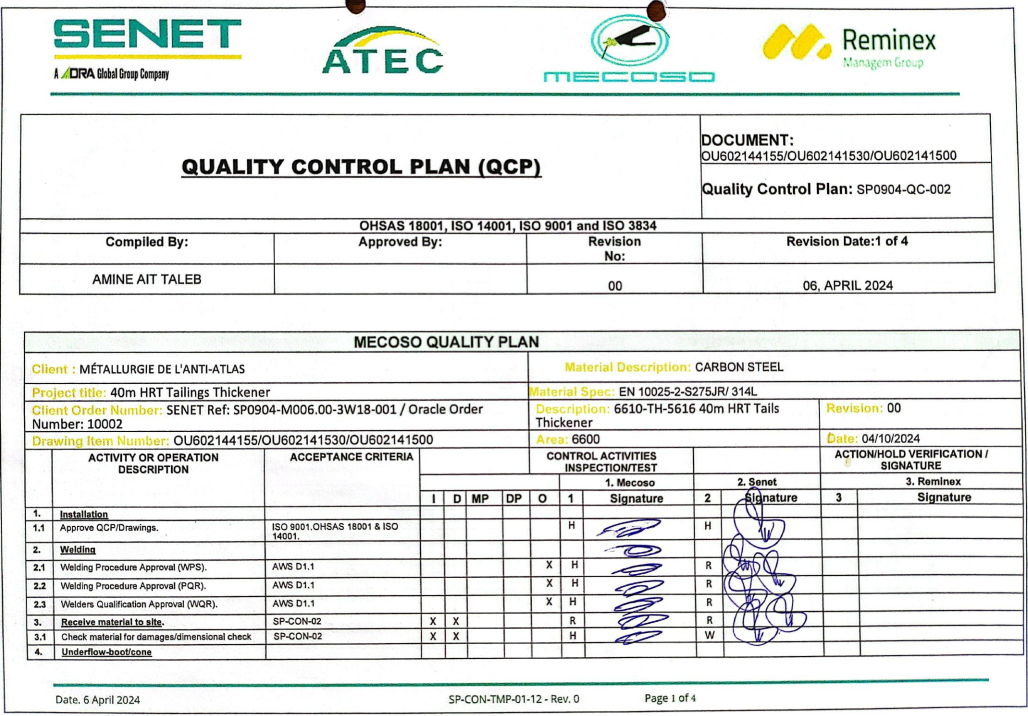 SENET
A DRA Global Group Company
ATEC
MECOSO
Reminex
Managem Group
QUALITY CONTROL PLAN (QCP)
DOCUMENT:
OU602144155/OU602141530/OU602141500
Quality Control Plan: SP0904-QC-002
OHSAS 18001, ISO 14001, ISO 9001 and ISO 3834
Compiled By: Approved By: Revision No: Revision Date:1 of 4
AMINE AIT TALEB 00 06, APRIL 2024
MECOSO QUALITY PLAN
Client : MÉTALLURGIE DE L'ANTI-ATLAS Material Description: CARBON STEEL
Project title: 40m HRT Tailings Thickener Material Spec: EN 10025-2-S275JR/ 314L
Client Order Number: SENET Ref: SP0904-M006.00-3W18-001 / Oracle Order Number: 10002 Description: 6610-TH-5616 40m HRT Tails Thickener Revision: 00
Drawing Item Number: OU602144155/OU602141530/OU602141500 Area: 6600 Date: 04/10/2024
ACTIVITY OR OPERATION DESCRIPTION ACCEPTANCE CRITERIA CONTROL ACTIVITIES INSPECTION/TEST ACTION/HOLD VERIFICATION / SIGNATURE
1. Mecoso 2. Senet 3. Reminex
I D MP DP O 1 Signature 2 Signature 3 Signature
1. Installation
1.1 Approve QCP/Drawings. ISO 9001.OHSAS 18001 & ISO 14001. H H
2. Welding
2.1 Welding Procedure Approval (WPS). AWS D1.1 X H R
2.2 Welding Procedure Approval (PQR). AWS D1.1 X H R
2.3 Welders Qualification Approval (WQR). AWS D1.1 X H R
3. Receive material to site. SP-CON-02 X X R R
3.1 Check material for damages/dimensional check SP-CON-02 X X H W
4. Underflow-boot/cone
Date. 6 April 2024 SP-CON-TMP-01-12 - Rev. 0 Page 1 of 4